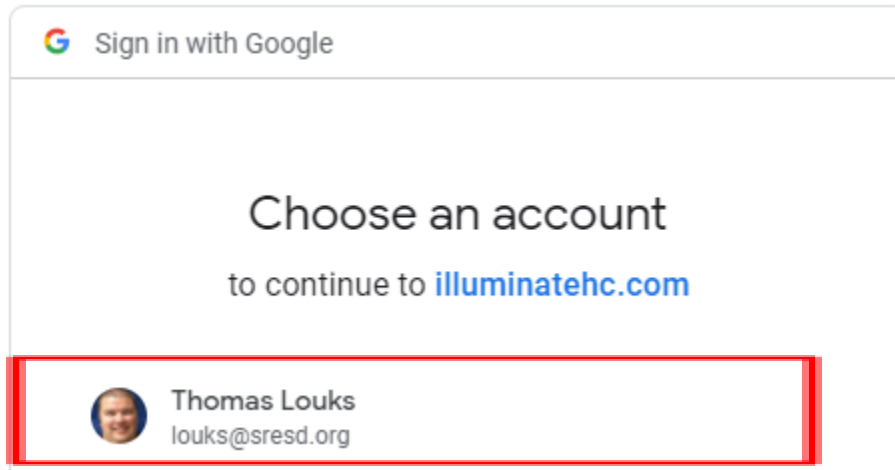 Sign in with Google
Choose an account
to continue to illuminatehc.com
Thomas Louks
louks@sresd.org